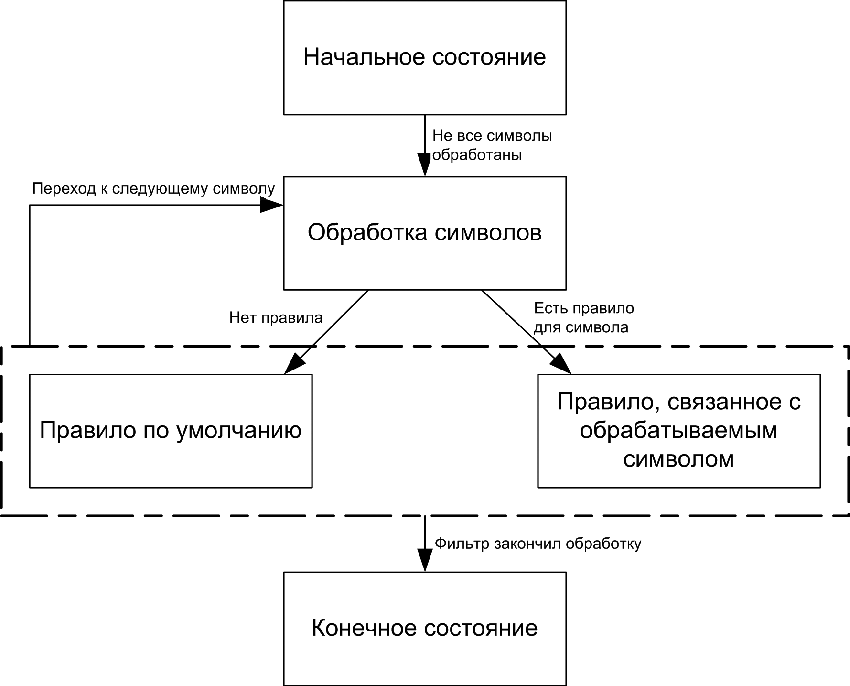 Начальное состояние
Не все символы
обработаны
Переход к следующему символу
Обработка символов
Нет правила
Есть правило
для символа
Правило по умолчанию
Правило, связанное с
обрабатываемым
символом
Фильтр закончил обработку
Конечное состояние